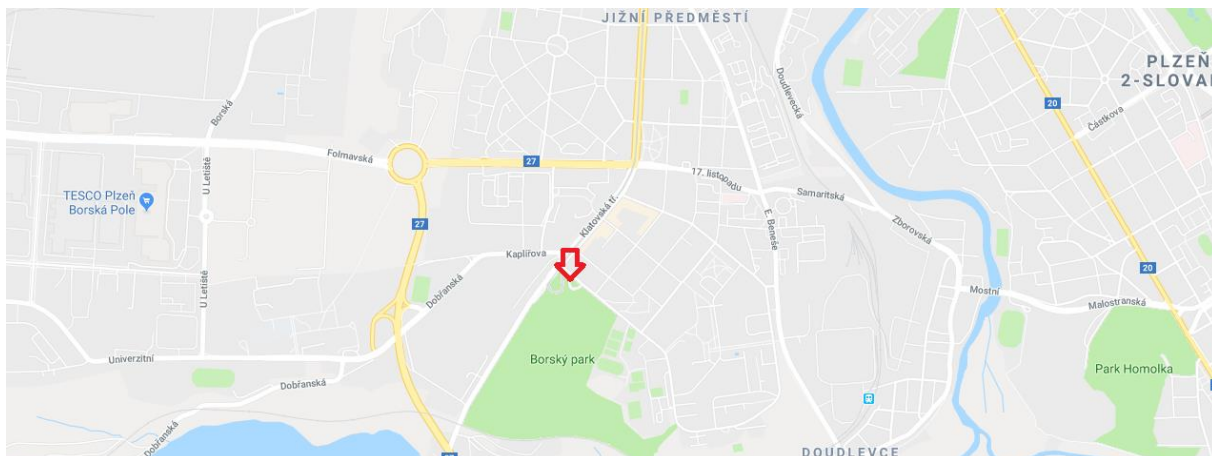 JIŽNÍ PŘEDMĚSTÍ
PLZEŇ
2-SLOVA
20
Částkova
Borská
Doudlevecká
Folmavská
27
17. listopadu
Samaritská
U Letiště
TESCO Plzeň
Borská Pole
Klatovská tř.
E. Beneše
Zborovská
27
Kaplířova
20
U Letiště
Dobřanská
Mostní
Malostranská
Univerzitní
Borský park
Park Homolka
Dobřanská
Dobřanská
DOUDLEVCE